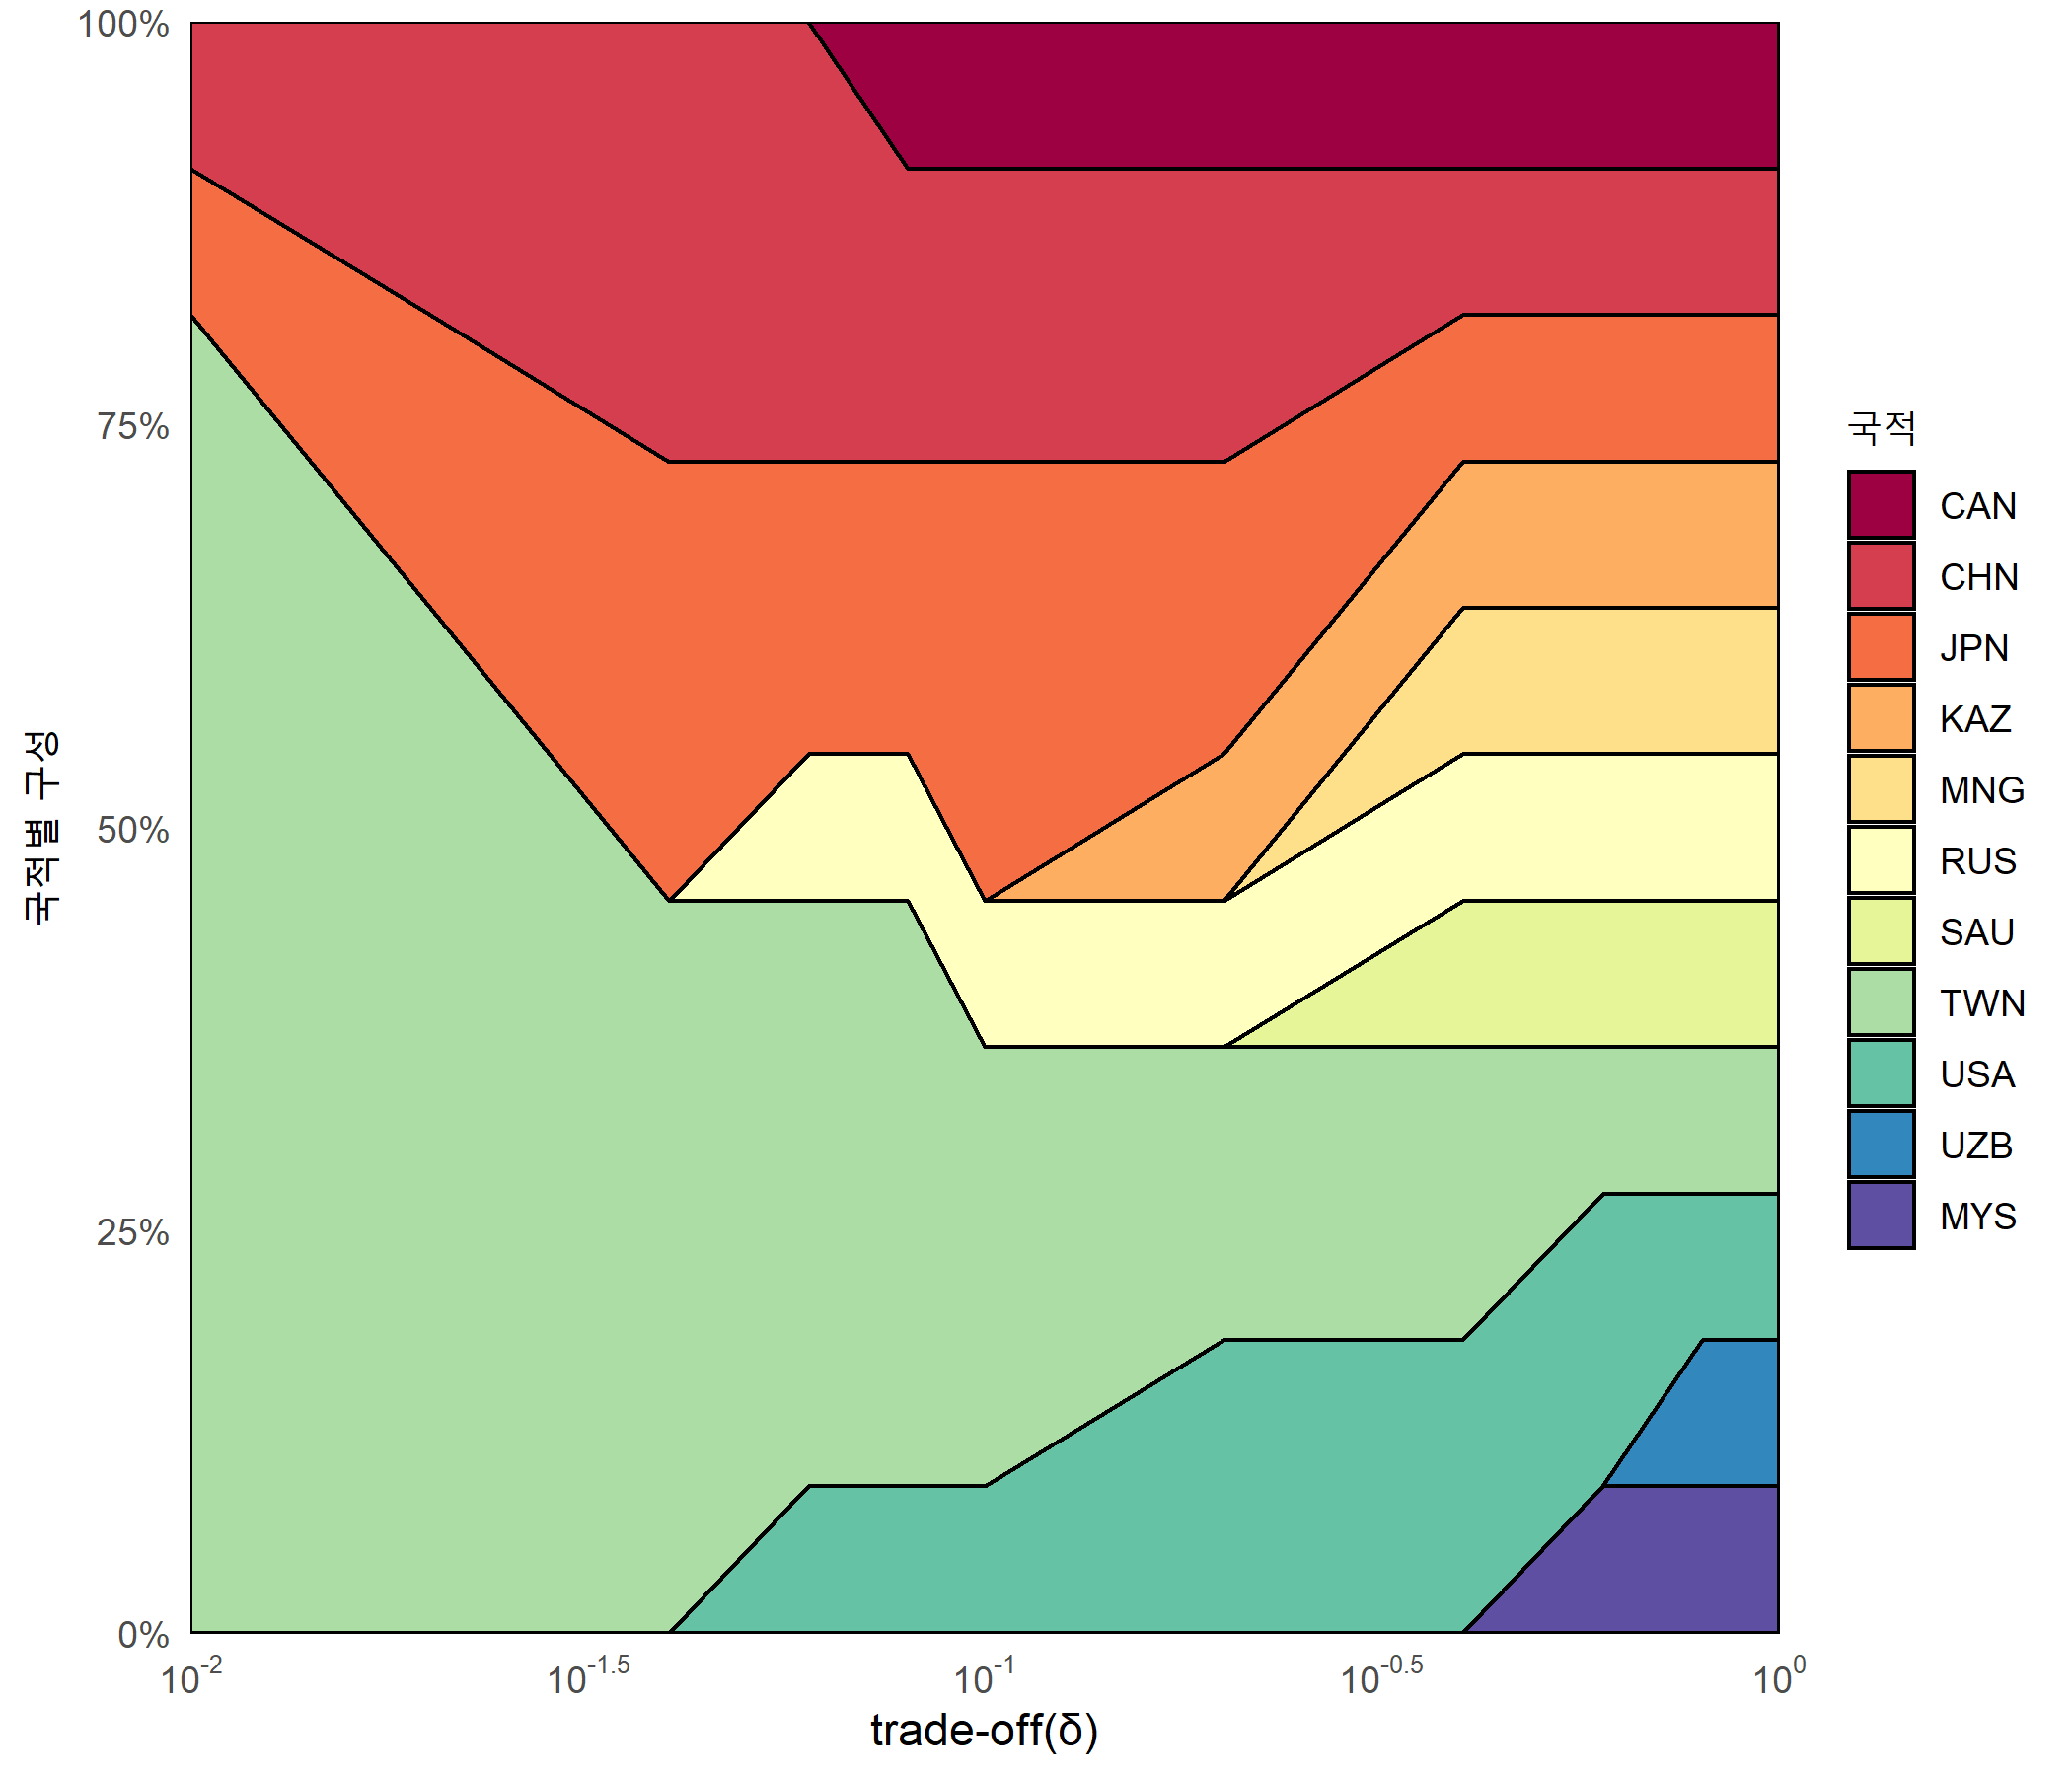 100%
75%
50%
25%
0%
국적별 구성
10^-2 10^-1.5 10^-1 10^-0.5 10^0
trade-off(δ)
국적
CAN
CHN
JPN
KAZ
MNG
RUS
SAU
TWN
USA
UZB
MYS